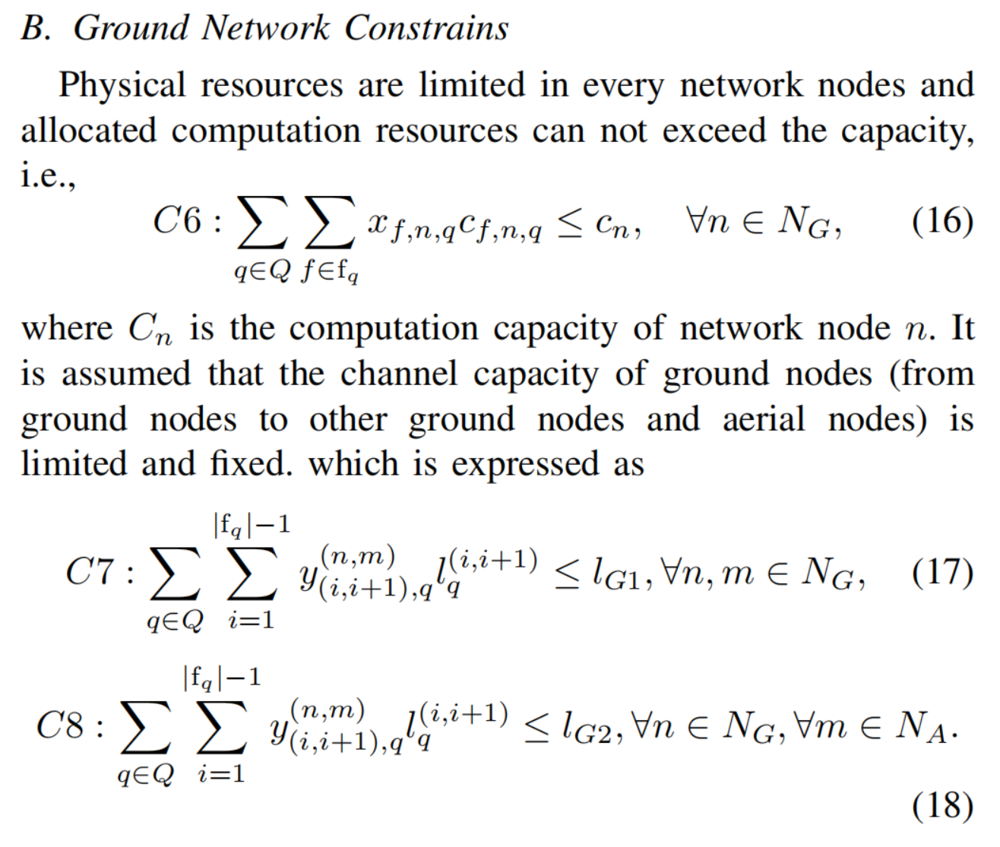 B. Ground Network Constrains
Physical resources are limited in every network nodes and
allocated computation resources can not exceed the capacity,
i.e.,
$C6: \sum_{q \in Q} \sum_{f \in \mathrm{f}_q} x_{f,n,q} c_{f,n,q} \leq c_n, \quad \forall n \in N_G, \quad (16)$
where $C_n$ is the computation capacity of network node $n$. It
is assumed that the channel capacity of ground nodes (from
ground nodes to other ground nodes and aerial nodes) is
limited and fixed. which is expressed as
$C7: \sum_{q \in Q} \sum_{i=1}^{|\mathrm{f}_q|-1} y_{(i,i+1),q}^{(n,m)} l_q^{(i,i+1)} \leq l_{G1}, \forall n, m \in N_G, \quad (17)$
$C8: \sum_{q \in Q} \sum_{i=1}^{|\mathrm{f}_q|-1} y_{(i,i+1),q}^{(n,m)} l_q^{(i,i+1)} \leq l_{G2}, \forall n \in N_G, \forall m \in N_A.$
(18)